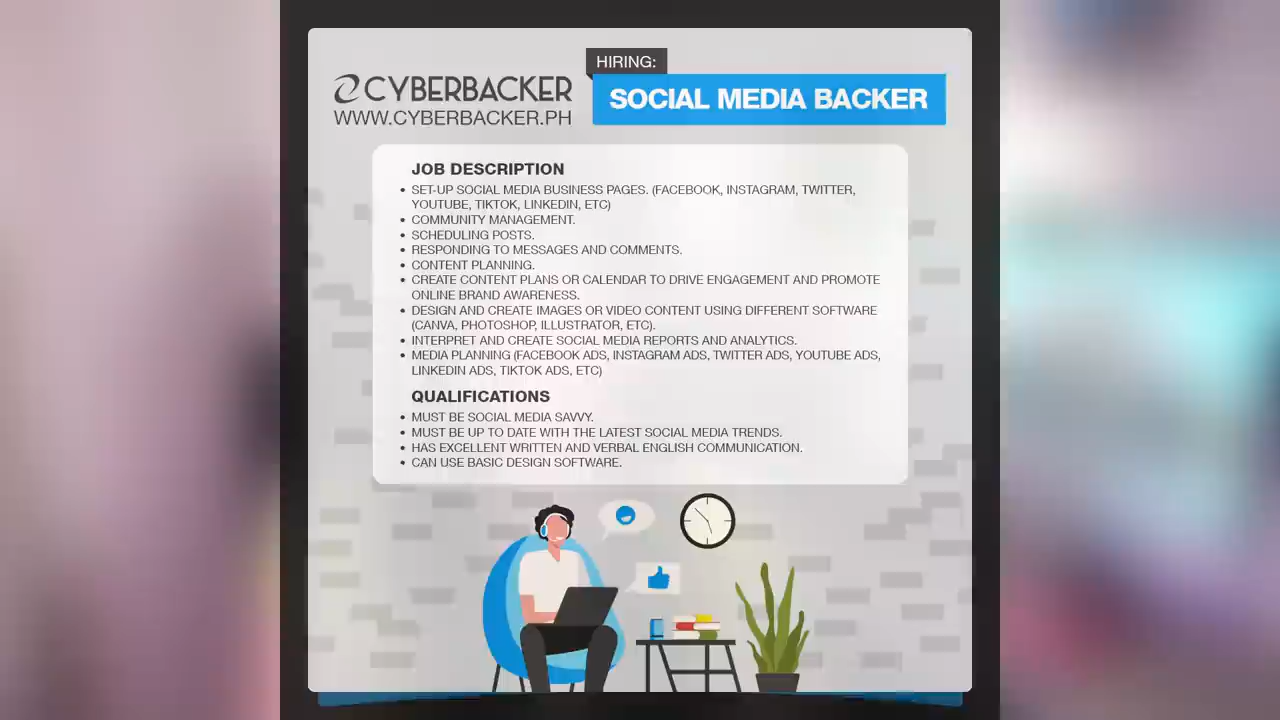 CYBERBACKER
WWW.CYBERBACKER.PH
HIRING:
SOCIAL MEDIA BACKER
JOB DESCRIPTION
• SET-UP SOCIAL MEDIA BUSINESS PAGES. (FACEBOOK, INSTAGRAM, TWITTER,
YOUTUBE, TIKTOK, LINKEDIN, ETC)
• COMMUNITY MANAGEMENT.
• SCHEDULING POSTS.
• RESPONDING TO MESSAGES AND COMMENTS.
• CONTENT PLANNING.
• CREATE CONTENT PLANS OR CALENDAR TO DRIVE ENGAGEMENT AND PROMOTE
ONLINE BRAND AWARENESS.
• DESIGN AND CREATE IMAGES OR VIDEO CONTENT USING DIFFERENT SOFTWARE
(CANVA, PHOTOSHOP, ILLUSTRATOR, ETC).
• INTERPRET AND CREATE SOCIAL MEDIA REPORTS AND ANALYTICS.
• MEDIA PLANNING (FACEBOOK ADS, INSTAGRAM ADS, TWITTER ADS, YOUTUBE ADS,
LINKEDIN ADS, TIKTOK ADS, ETC)
QUALIFICATIONS
• MUST BE SOCIAL MEDIA SAVVY.
• MUST BE UP TO DATE WITH THE LATEST SOCIAL MEDIA TRENDS.
• HAS EXCELLENT WRITTEN AND VERBAL ENGLISH COMMUNICATION.
• CAN USE BASIC DESIGN SOFTWARE.